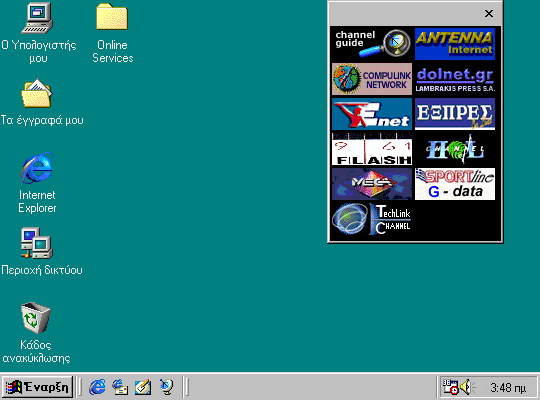 Ο Υπολογιστής
μου
Online
Services
Τα έγγραφά μου
Internet
Explorer
Περιοχή δικτύου
Κάδος
ανακύκλωσης
channel
guide
ANTENNA
Internet
COMPULINK
NETWORK
dolnet.gr
LAMBRAKIS PRESS S.A.
Enet
ΕΞΠΡΕΣ
9 61
FLASH
CHANNEL
HOL
MEGA
SPORTline
G - data
TechLink
Channel
Έναρξη
3:48 πμ